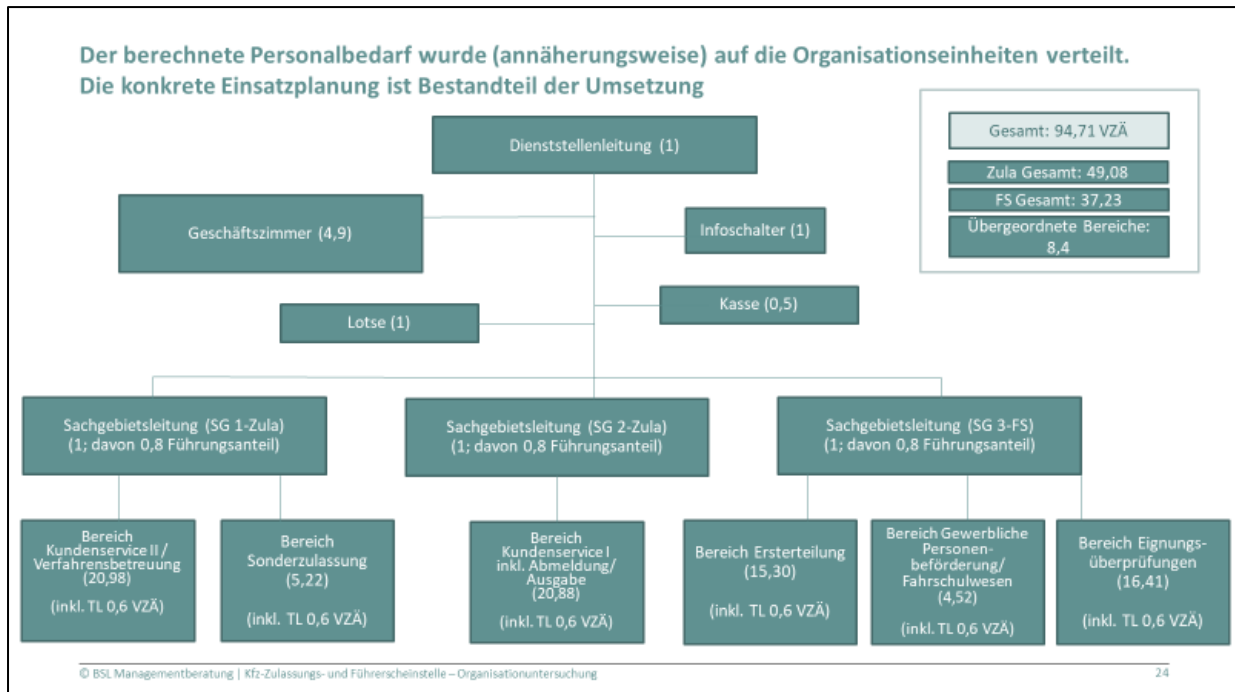 Der berechnete Personalbedarf wurde (annäherungsweise) auf die Organisationseinheiten verteilt.
Die konkrete Einsatzplanung ist Bestandteil der Umsetzung
Gesamt: 94,71 VZÄ
Zula Gesamt: 49,08
FS Gesamt: 37,23
Übergeordnete Bereiche:
8,4
Dienststellenleitung (1)
Geschäftszimmer (4,9)
Infoschalter (1)
Kasse (0,5)
Lotse (1)
Sachgebietsleitung (SG 1-Zula)
(1; davon 0,8 Führungsanteil)
Sachgebietsleitung (SG 2-Zula)
(1; davon 0,8 Führungsanteil)
Sachgebietsleitung (SG 3-FS)
(1; davon 0,8 Führungsanteil)
Bereich
Kundenservice II /
Verfahrensbetreuung
(20,98)
(inkl. TL 0,6 VZÄ)
Bereich
Sonderzulassung
(5,22)
(inkl. TL 0,6 VZÄ)
Bereich
Kundenservice I
inkl. Abmeldung/
Ausgabe
(20,88)
(inkl. TL 0,6 VZÄ)
Bereich Ersterteilung
(15,30)
(inkl. TL 0,6 VZÄ)
Bereich Gewerbliche
Personen-
beförderung/
Fahrschulwesen
(4,52)
(inkl. TL 0,6 VZÄ)
Bereich Eignungs-
überprüfungen
(16,41)
(inkl. TL 0,6 VZÄ)
© BSL Managementberatung | Kfz-Zulassungs- und Führerscheinstelle – Organisationuntersuchung
24